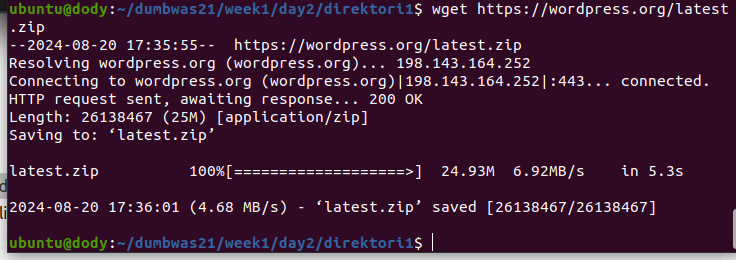 ubuntu@dody:~/dumbwas21/week1/day2/direktori1$ wget https://wordpress.org/latest
.zip
--2024-08-20 17:35:55--  https://wordpress.org/latest.zip
Resolving wordpress.org (wordpress.org)... 198.143.164.252
Connecting to wordpress.org (wordpress.org)|198.143.164.252|:443... connected.
HTTP request sent, awaiting response... 200 OK
Length: 26138467 (25M) [application/zip]
Saving to: ‘latest.zip’
latest.zip          100%[===================>]  24.93M  6.92MB/s    in 5.3s
2024-08-20 17:36:01 (4.68 MB/s) - ‘latest.zip’ saved [26138467/26138467]
ubuntu@dody:~/dumbwas21/week1/day2/direktori1$